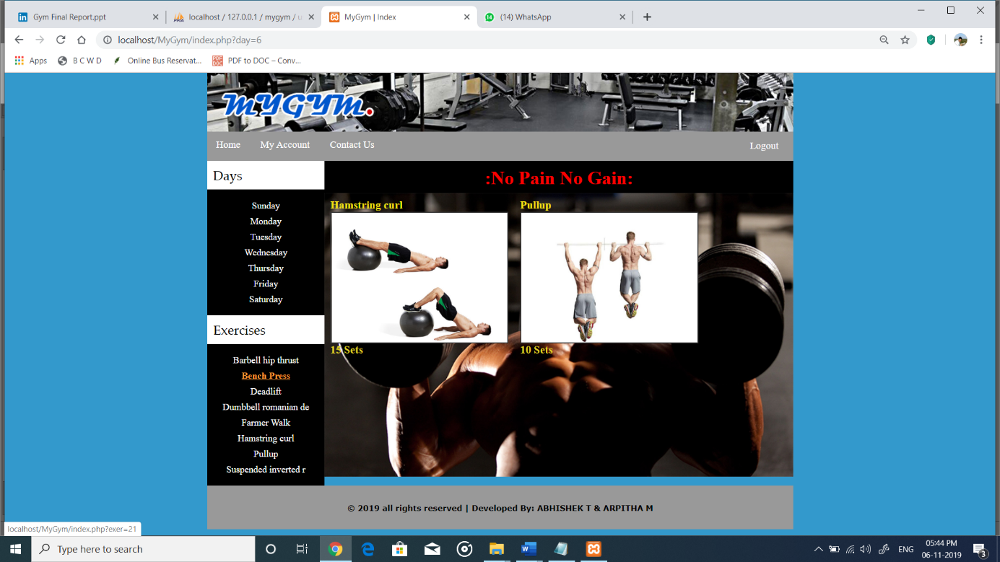 Gym Final Report.ppt
localhost / 127.0.0.1 / mygym / u
MyGym | Index
(14) WhatsApp
localhost/MyGym/index.php?day=6
Apps
B C W D
Online Bus Reservat...
PDF to DOC – Conv...
MYGYM.
Home
My Account
Contact Us
Logout
Days
:No Pain No Gain:
Sunday
Monday
Tuesday
Wednesday
Thursday
Friday
Saturday
Hamstring curl
Pullup
15 Sets
10 Sets
Exercises
Barbell hip thrust
Bench Press
Deadlift
Dumbbell romanian de
Farmer Walk
Hamstring curl
Pullup
Suspended inverted r
© 2019 all rights reserved | Developed By: ABHISHEK T & ARPITHA M
localhost/MyGym/index.php?exer=21
Type here to search
ENG
05:44 PM
06-11-2019
3